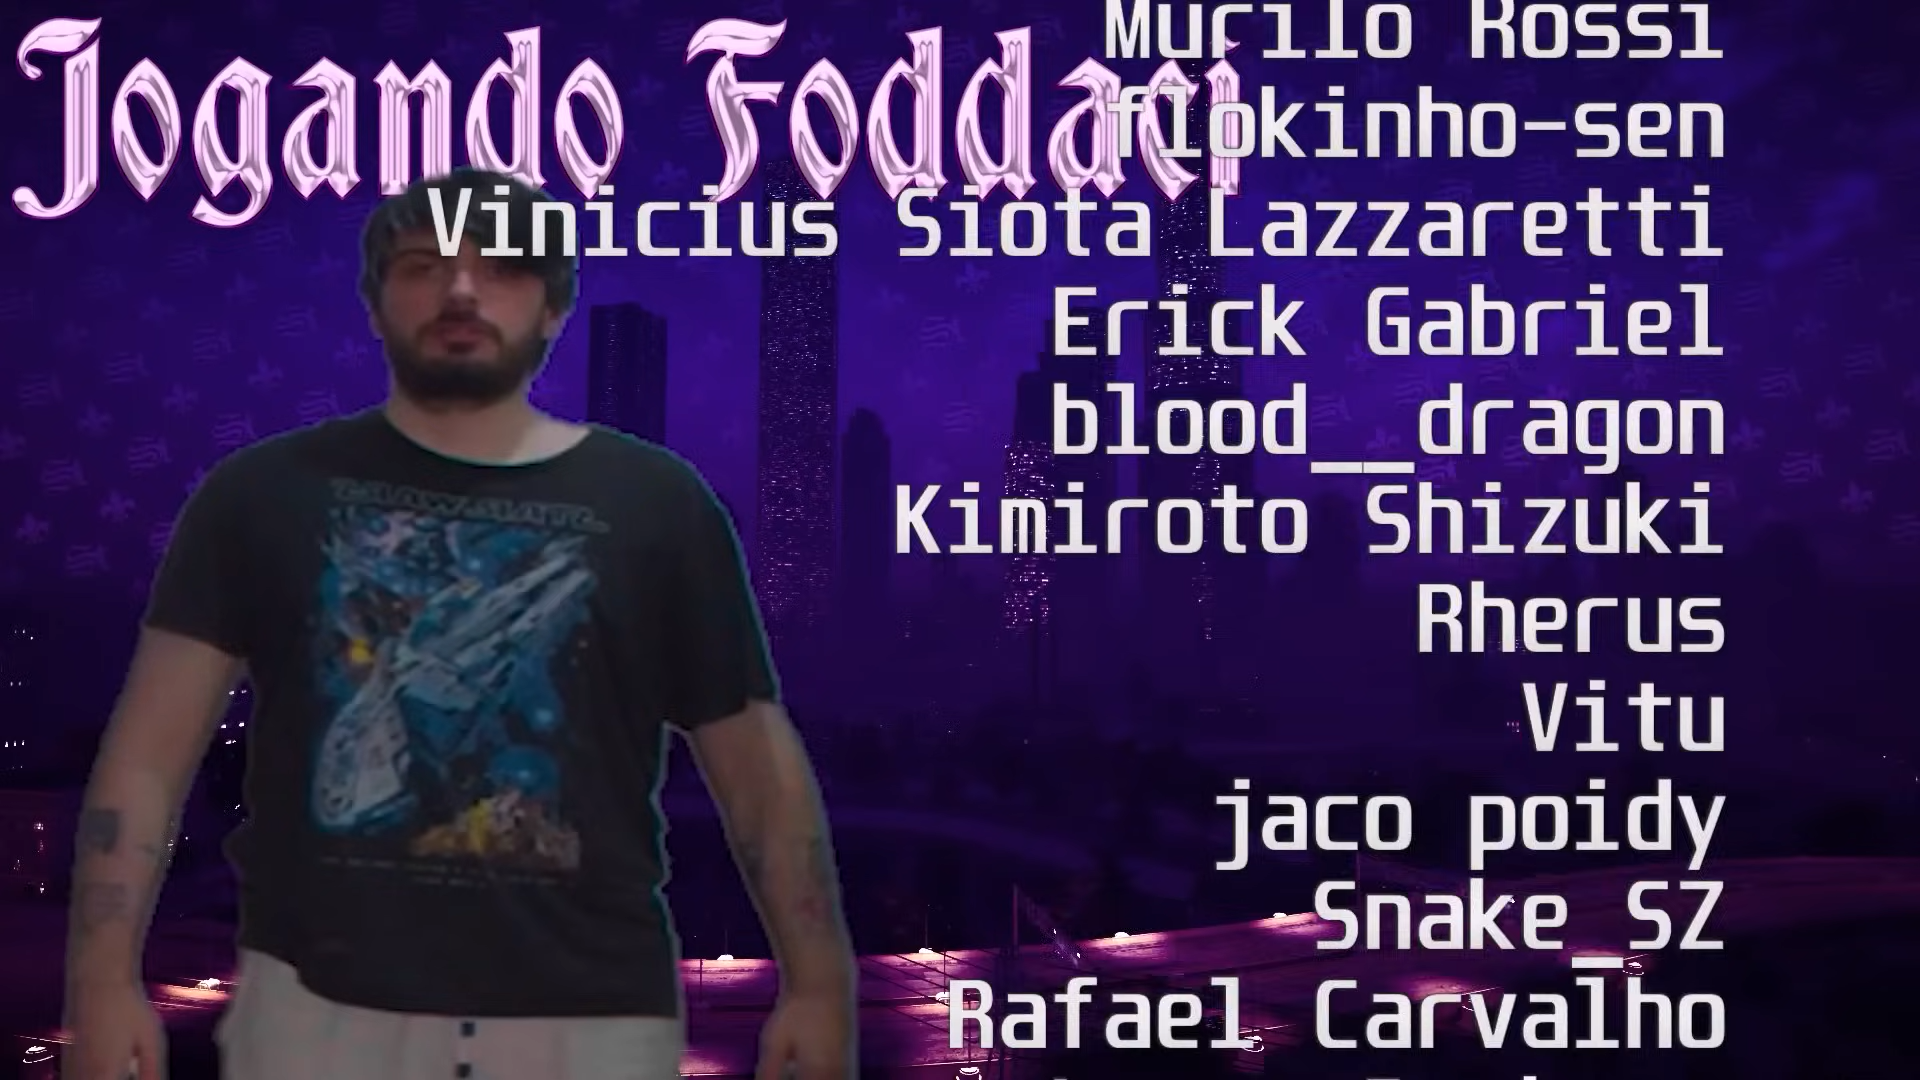 Jogando Foddaci
Murilo Rossi
flokinho-sen
Vinicius Siota Lazzaretti
Erick Gabriel
blood__dragon
Kimiroto Shizuki
Rherus
Vitu
jaco poidy
Snake_SZ
Rafael Carvalho